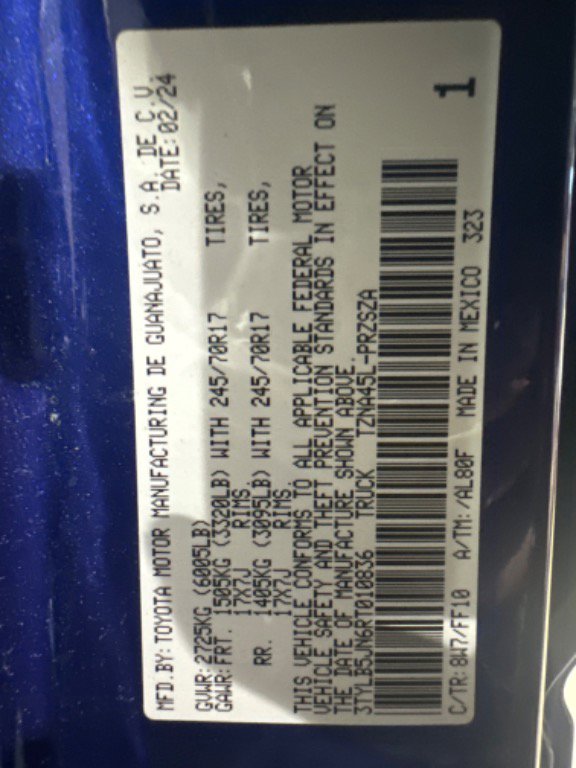 MFD.BY:TOYOTA MOTOR MANUFACTURING DE GUANAJUATO, S.A. DE C.V.
DATE:02/24
GVWR:2725KG (6005LB)
GAWR:FRT. 1505KG (3320LB) WITH 245/70R17 TIRES,
17X7J RIMS
RR. 1405KG (3095LB) WITH 245/70R17 TIRES,
17X7J RIMS
THIS VEHICLE CONFORMS TO ALL APPLICABLE FEDERAL MOTOR
VEHICLE SAFETY AND THEFT PREVENTION STANDARDS IN EFFECT ON
THE DATE OF MANUFACTURE SHOWN ABOVE.
3TYLB5JN6RT010836 TRUCK TZNA45L-PRZSZA
C/TR:8W7/FF10 A/TM:/AL80F MADE IN MEXICO 323
1